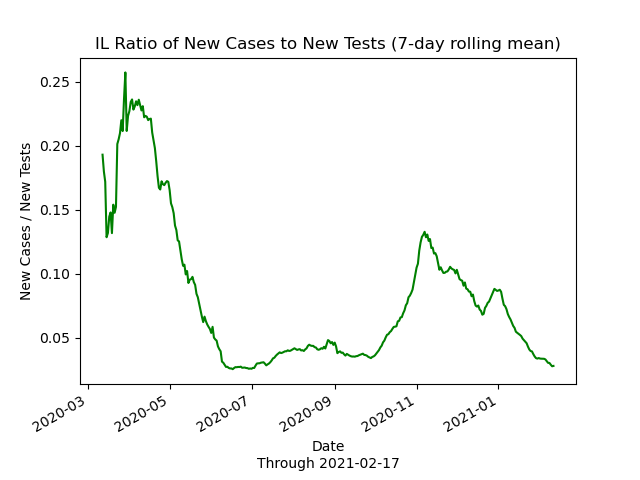 IL Ratio of New Cases to New Tests (7-day rolling mean)
New Cases / New Tests
0.25
0.20
0.15
0.10
0.05
2020-03
2020-05
2020-07
2020-09
2020-11
2021-01
Date
Through 2021-02-17